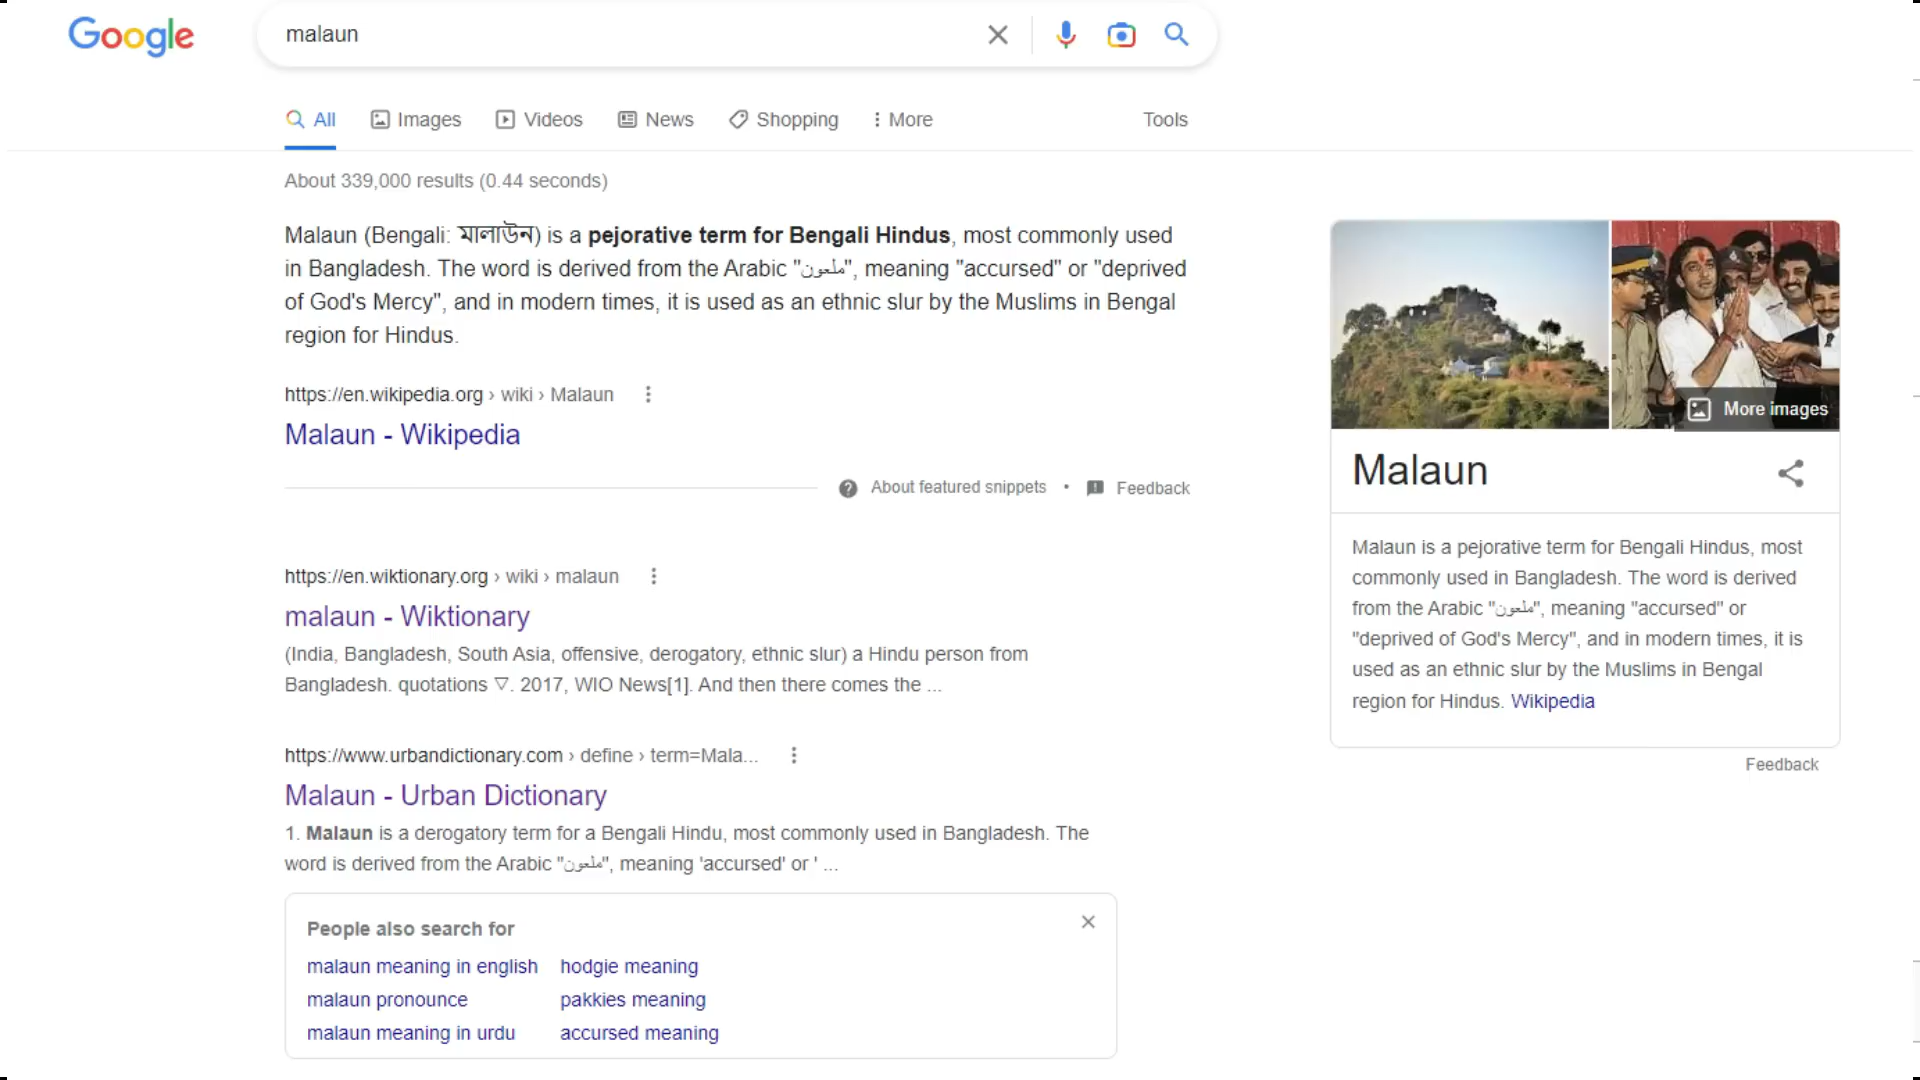 Google
malaun
All
Images
Videos
News
Shopping
More
Tools
About 339,000 results (0.44 seconds)
Malaun (Bengali: মালাউন) is a pejorative term for Bengali Hindus, most commonly used
in Bangladesh. The word is derived from the Arabic "ملعون", meaning "accursed" or "deprived
of God's Mercy", and in modern times, it is used as an ethnic slur by the Muslims in Bengal
region for Hindus.
https://en.wikipedia.org › wiki › Malaun
Malaun - Wikipedia
About featured snippets • Feedback
https://en.wiktionary.org › wiki › malaun
malaun - Wiktionary
(India, Bangladesh, South Asia, offensive, derogatory, ethnic slur) a Hindu person from
Bangladesh. quotations ▽. 2017, WIO News[1]. And then there comes the ...
https://www.urbandictionary.com › define › term=Mala...
Malaun - Urban Dictionary
1. Malaun is a derogatory term for a Bengali Hindu, most commonly used in Bangladesh. The
word is derived from the Arabic "ملعون", meaning 'accursed' or ' ...
People also search for
malaun meaning in english
hodgie meaning
malaun pronounce
pakkies meaning
malaun meaning in urdu
accursed meaning
More images
Malaun
Malaun is a pejorative term for Bengali Hindus, most
commonly used in Bangladesh. The word is derived
from the Arabic "ملعون", meaning "accursed" or
"deprived of God's Mercy", and in modern times, it is
used as an ethnic slur by the Muslims in Bengal
region for Hindus. Wikipedia
Feedback